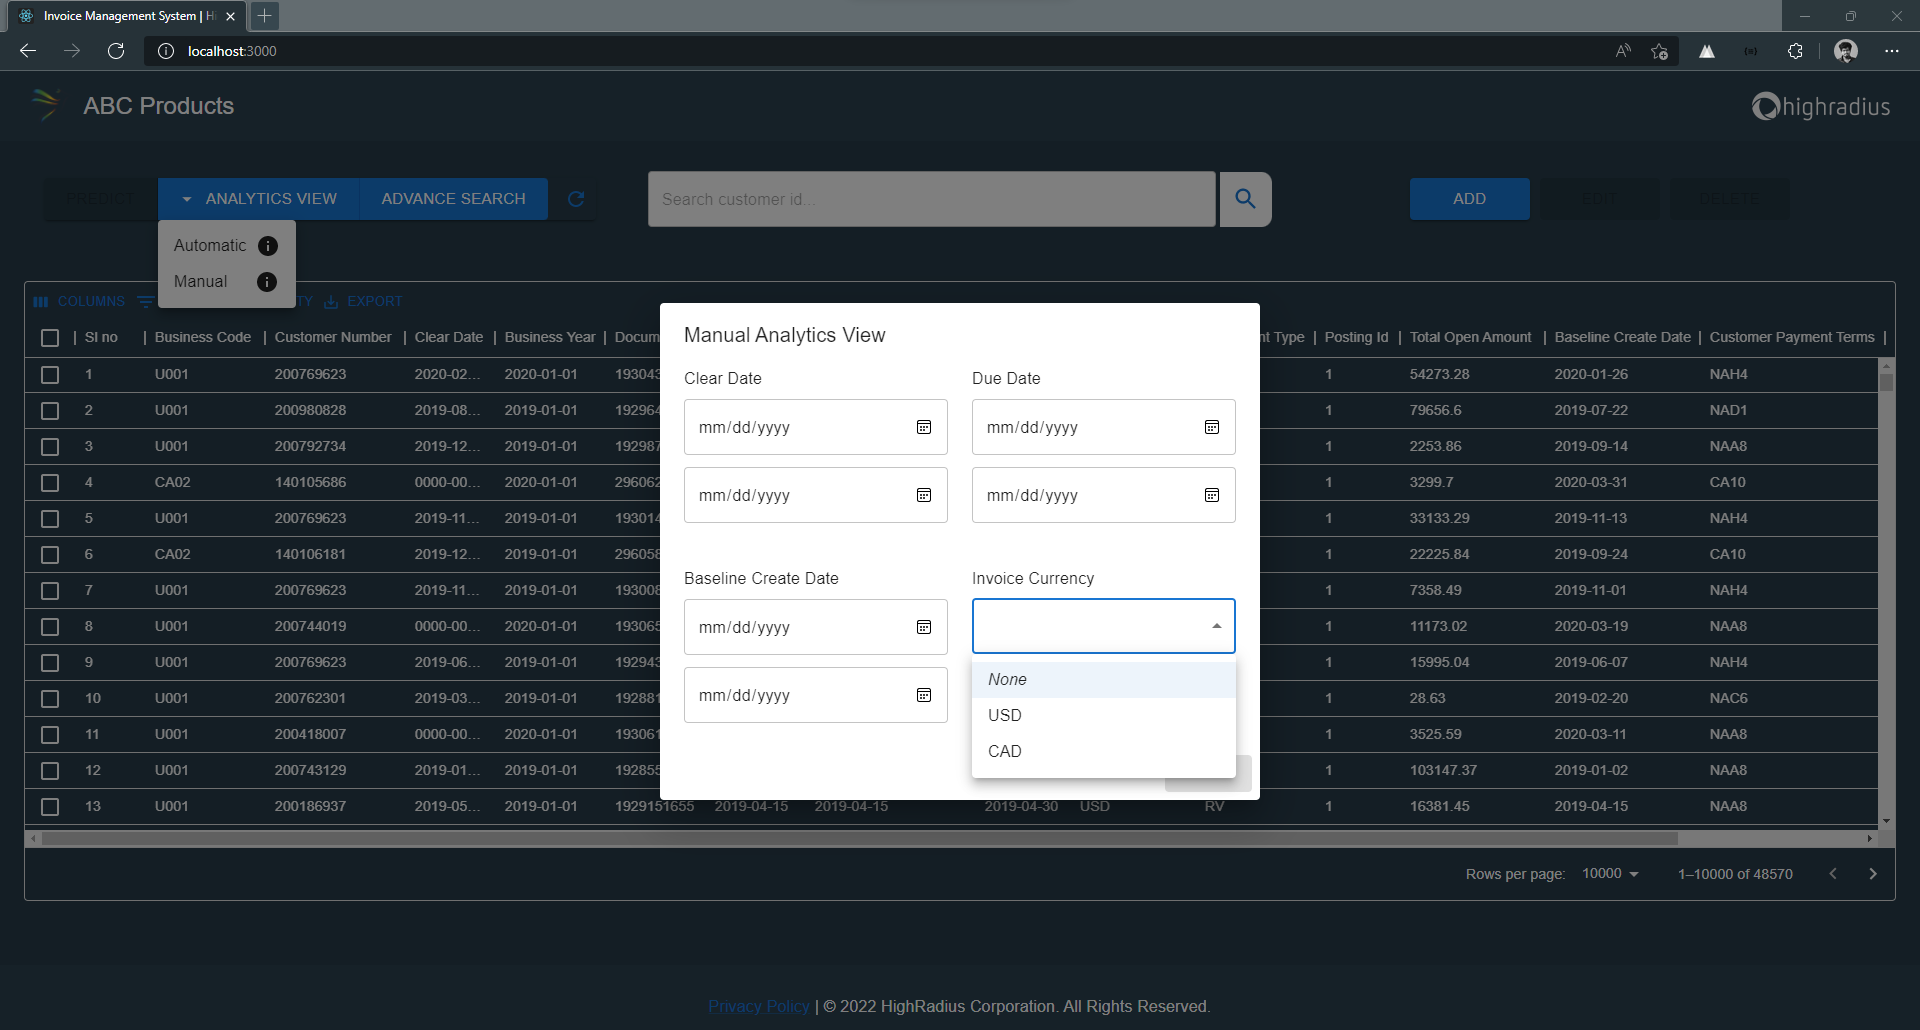 Invoice Management System | Hi
localhost:3000
ABC Products
highradius
PREDICT
ANALYTICS VIEW
ADVANCE SEARCH
Search customer id...
ADD
EDIT
DELETE
Automatic
Manual
COLUMNS
TY
EXPORT
Sl no | Business Code | Customer Number | Clear Date | Business Year | Docum
nt Type | Posting Id | Total Open Amount | Baseline Create Date | Customer Payment Terms |
1 U001 200769623 2020-02... 2020-01-01 193043 1 54273.28 2020-01-26 NAH4
2 U001 200980828 2019-08... 2019-01-01 192964 1 79656.6 2019-07-22 NAD1
3 U001 200792734 2019-12... 2019-01-01 192987 1 2253.86 2019-09-14 NAA8
4 CA02 140105686 0000-00... 2020-01-01 296062 1 3299.7 2020-03-31 CA10
5 U001 200769623 2019-11... 2019-01-01 193014 1 33133.29 2019-11-13 NAH4
6 CA02 140106181 2019-12... 2019-01-01 296058 1 22225.84 2019-09-24 CA10
7 U001 200769623 2019-11... 2019-01-01 193008 1 7358.49 2019-11-01 NAH4
8 U001 200744019 0000-00... 2020-01-01 193065 1 11173.02 2020-03-19 NAA8
9 U001 200769623 2019-06... 2019-01-01 192943 1 15995.04 2019-06-07 NAH4
10 U001 200762301 2019-03... 2019-01-01 192881 1 28.63 2019-02-20 NAC6
11 U001 200418007 0000-00... 2020-01-01 193061 1 3525.59 2020-03-11 NAA8
12 U001 200743129 2019-01... 2019-01-01 192855 1 103147.37 2019-01-02 NAA8
13 U001 200186937 2019-05... 2019-01-01 1929151655 2019-04-15 2019-04-15 2019-04-30 USD RV 1 16381.45 2019-04-15 NAA8
Manual Analytics View
Clear Date
Due Date
mm/dd/yyyy
mm/dd/yyyy
mm/dd/yyyy
mm/dd/yyyy
Baseline Create Date
Invoice Currency
mm/dd/yyyy
mm/dd/yyyy
None
USD
CAD
Rows per page: 10000 1–10000 of 48570
Privacy Policy | © 2022 HighRadius Corporation. All Rights Reserved.